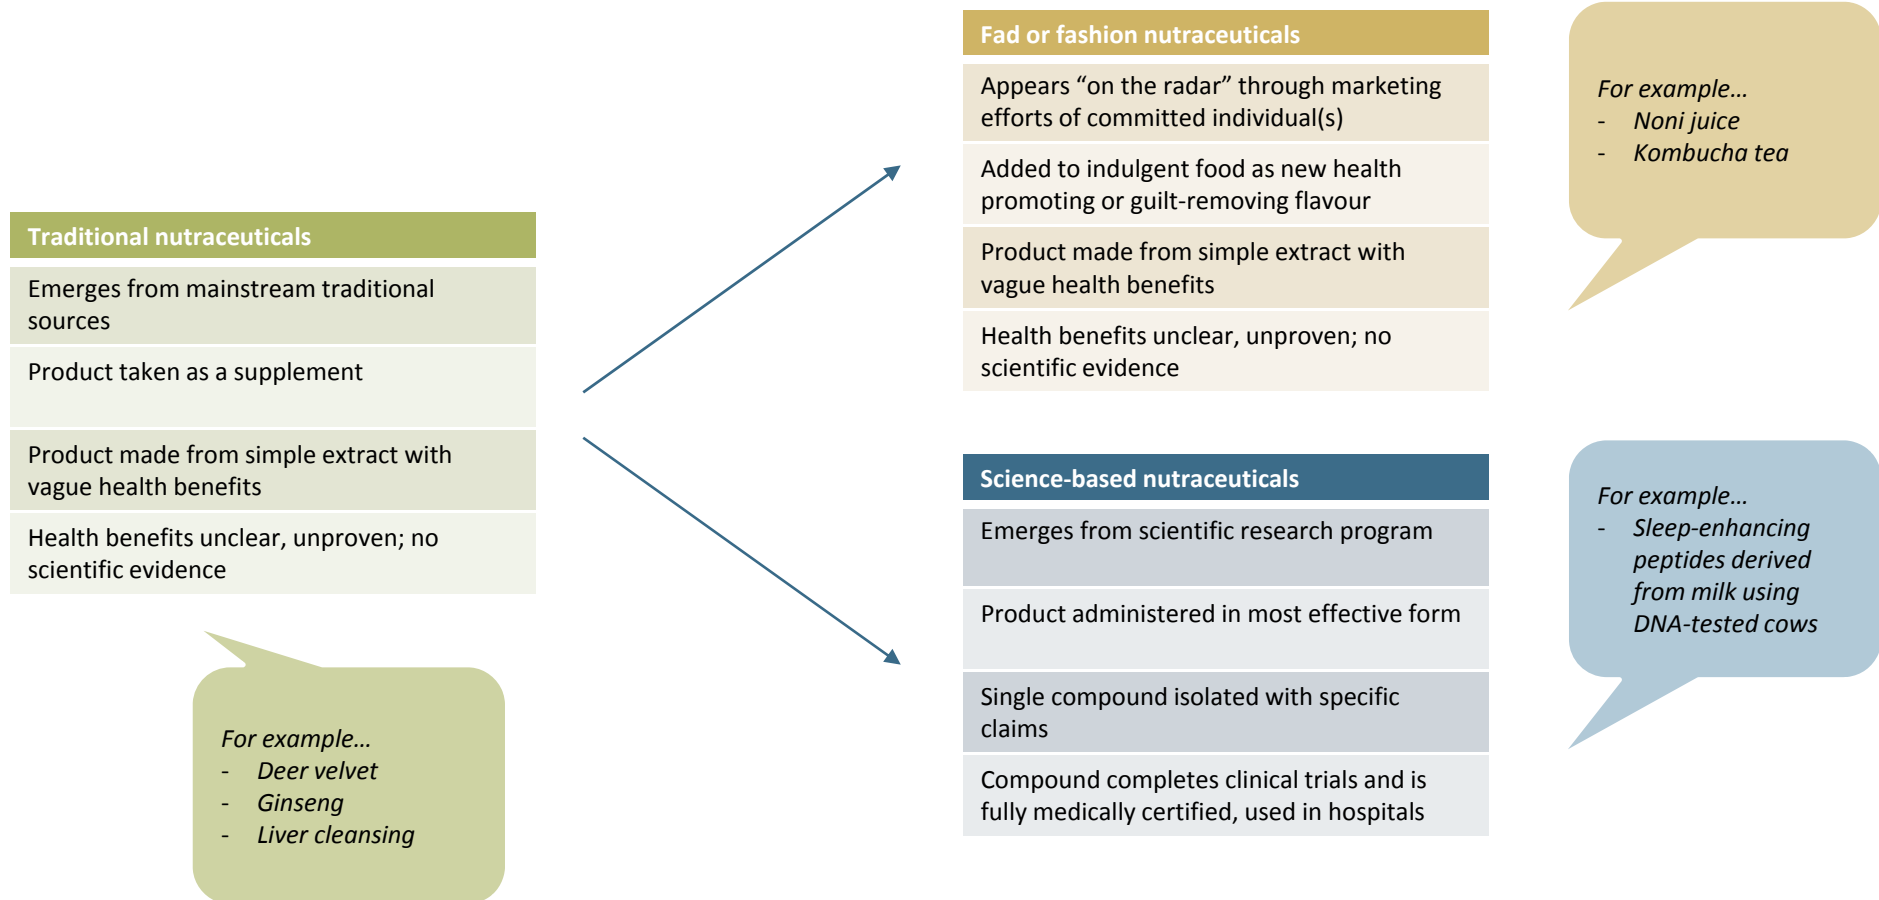 Traditional nutraceuticals
Emerges from mainstream traditional
sources
Product taken as a supplement
Product made from simple extract with
vague health benefits
Health benefits unclear, unproven; no
scientific evidence
For example…
- Deer velvet
- Ginseng
- Liver cleansing
Fad or fashion nutraceuticals
Appears “on the radar” through marketing
efforts of committed individual(s)
Added to indulgent food as new health
promoting or guilt-removing flavour
Product made from simple extract with
vague health benefits
Health benefits unclear, unproven; no
scientific evidence
For example…
- Noni juice
- Kombucha tea
Science-based nutraceuticals
Emerges from scientific research program
Product administered in most effective form
Single compound isolated with specific
claims
Compound completes clinical trials and is
fully medically certified, used in hospitals
For example…
- Sleep-enhancing
peptides derived
from milk using
DNA-tested cows